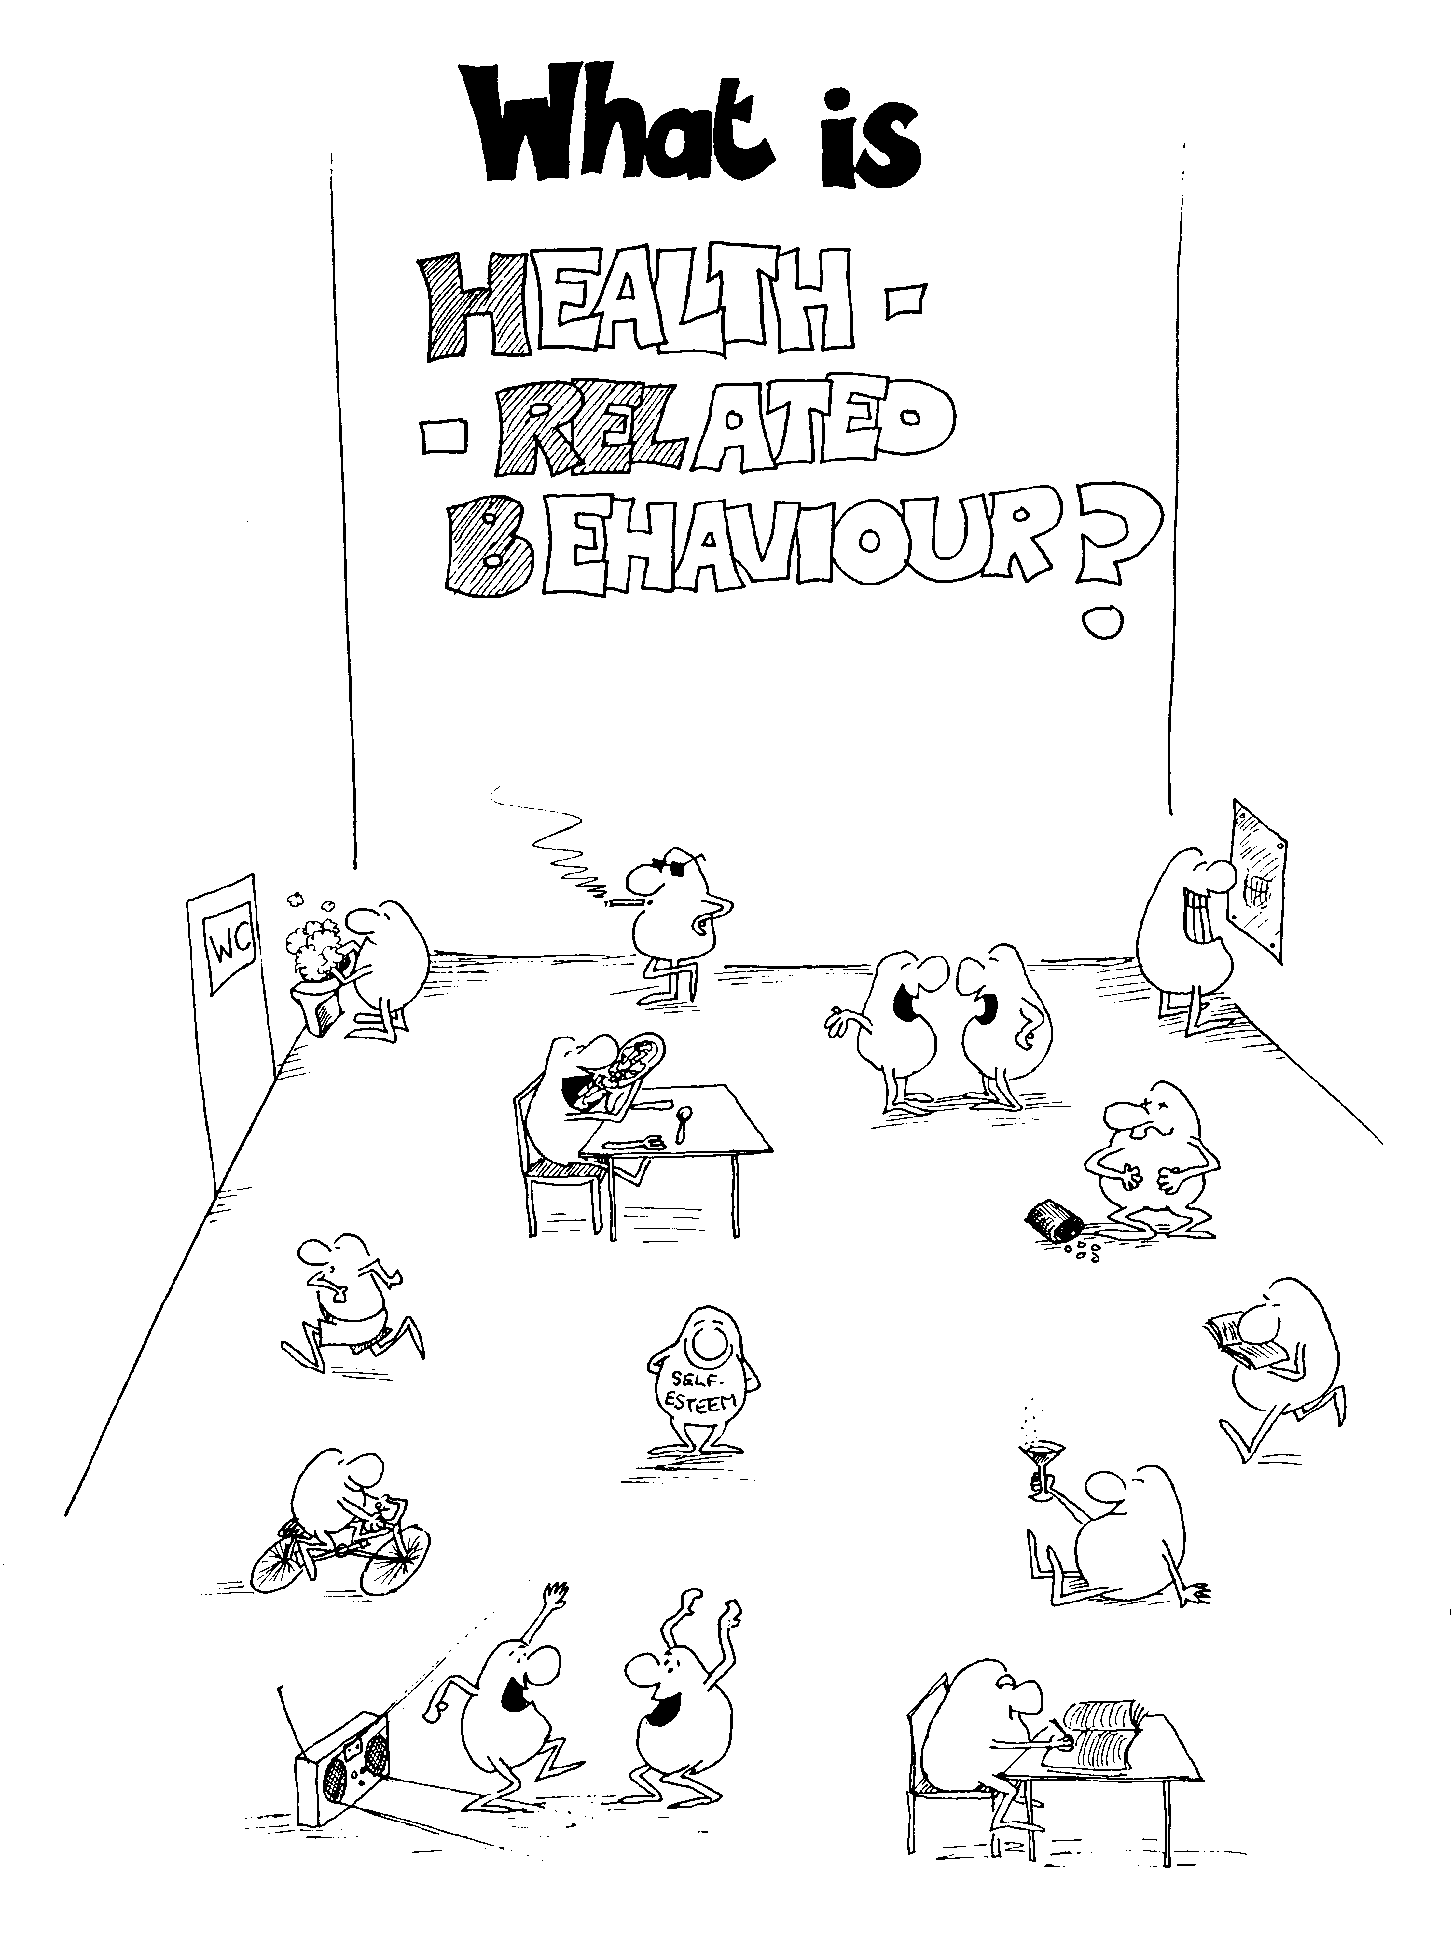 What is
HEALTH -
- RELATED
BEHAVIOUR?
WC
SELF-
ESTEEM